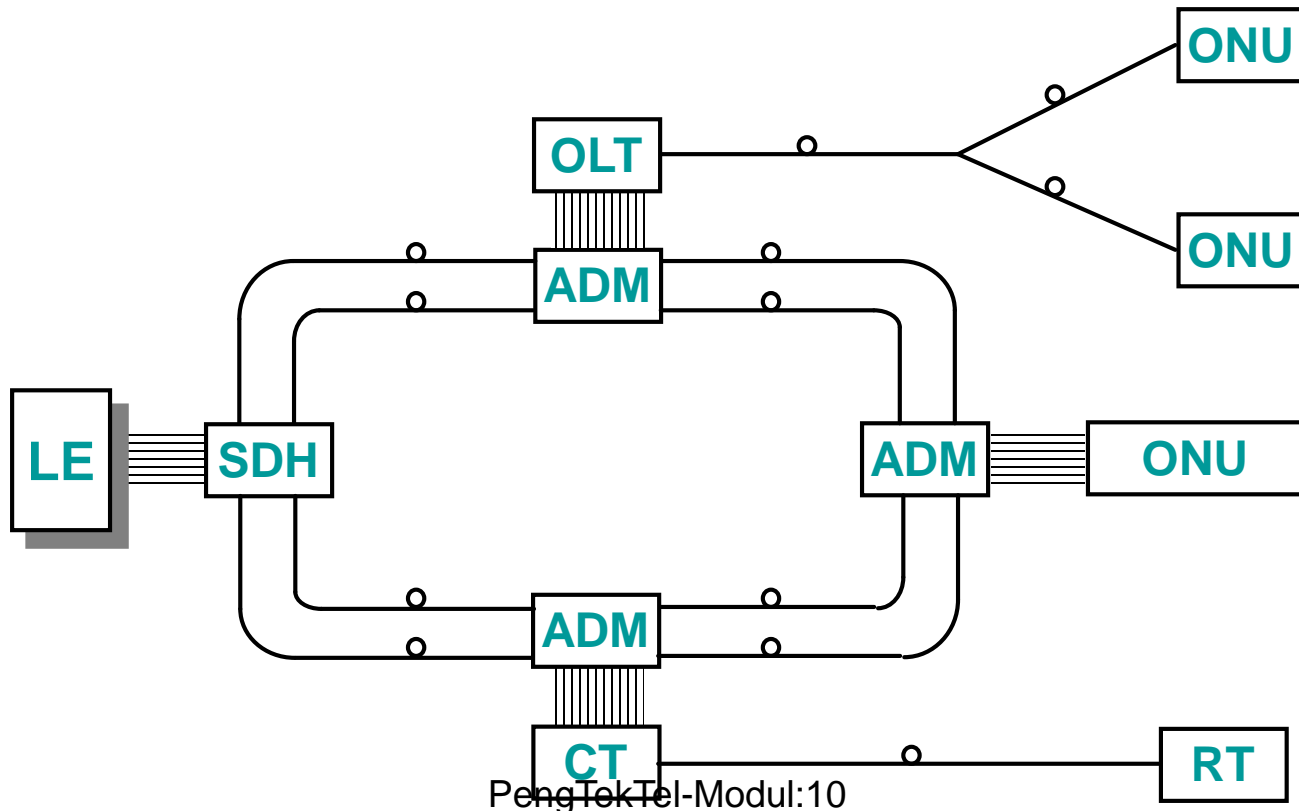 ONU
OLT
ONU
ADM
LE
SDH
ADM
ONU
ADM
CT
RT
PengTekTel-Modul:10